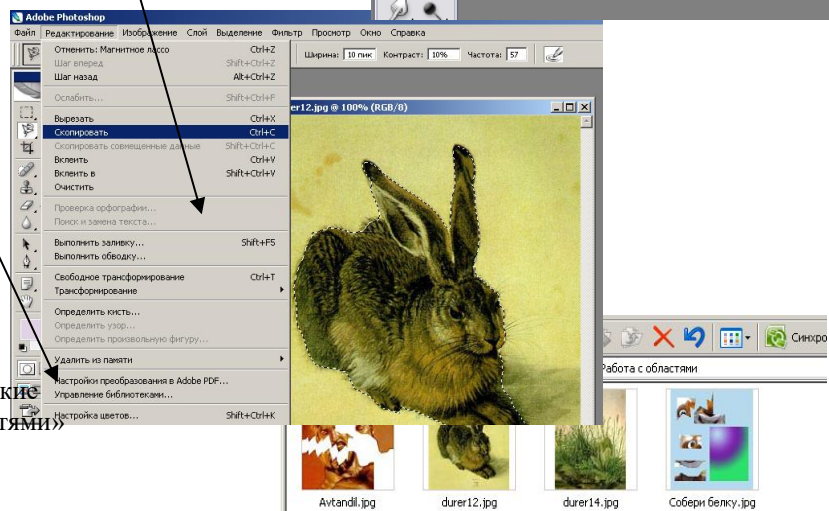 Adobe Photoshop
Файл Редактирование Изображение Слой Выделение Фильтр Просмотр Окно Справка
Ширина: 10 пик Контраст: 10% Частота: 57
Отменить: Магнитное лассо Ctrl+Z
Шаг вперед Shift+Ctrl+Z
Шаг назад Alt+Ctrl+Z
Ослабить... Shift+Ctrl+F
Вырезать Ctrl+X
Скопировать Ctrl+C
Скопировать совмещенные данные Shift+Ctrl+C
Вклеить Ctrl+V
Вклеить в Shift+Ctrl+V
Очистить
Проверка орфографии...
Поиск и замена текста...
Выполнить заливку... Shift+F5
Выполнить обводку...
Свободное трансформирование Ctrl+T
Трансформирование
Определить кисть...
Определить узор...
Определить произвольную фигуру...
Удалить из памяти
Настройки преобразования в Adobe PDF...
Управление библиотеками...
Настройка цветов... Shift+Ctrl+K
er12.jpg @ 100% (RGB/8)
кие
тями»
Синхро
Работа с областями
Avtandil.jpg durer12.jpg durer14.jpg Собери белку.jpg